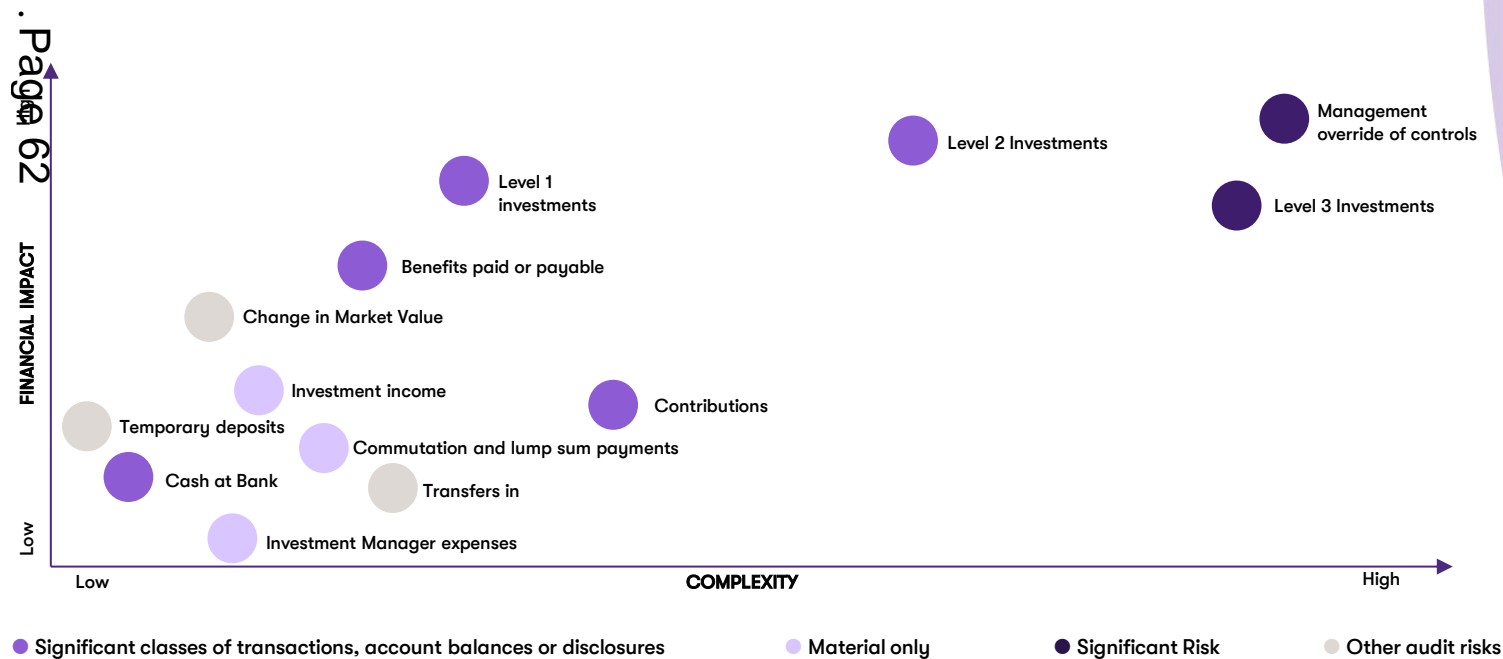 . Page 62
High
Management
override of controls
Level 2 Investments
Level 1
investments
Level 3 Investments
Benefits paid or payable
FINANCIAL IMPACT
Change in Market Value
Investment income
Contributions
Temporary deposits
Commutation and lump sum payments
Cash at Bank
Transfers in
Low
Investment Manager expenses
Low
COMPLEXITY
High
Significant classes of transactions, account balances or disclosures
Material only
Significant Risk
Other audit risks